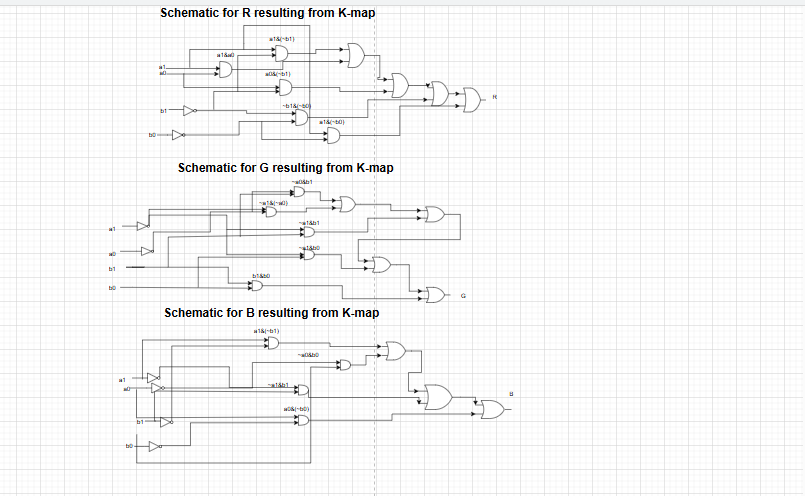 Schematic for R resulting from K-map
a1&(~b1)
a1&a0
a1
a0
a0&(~b1)
R
~b1&(~b0)
b1
a1&(~b0)
b0
Schematic for G resulting from K-map
~a0&b1
~a1&(~a0)
~a1&b1
a1
~a1&b0
a0
b1
b1&b0
b0
G
Schematic for B resulting from K-map
a1&(~b1)
~a0&b0
a1
~a1&b1
a0
B
a0&(~b0)
b1
b0